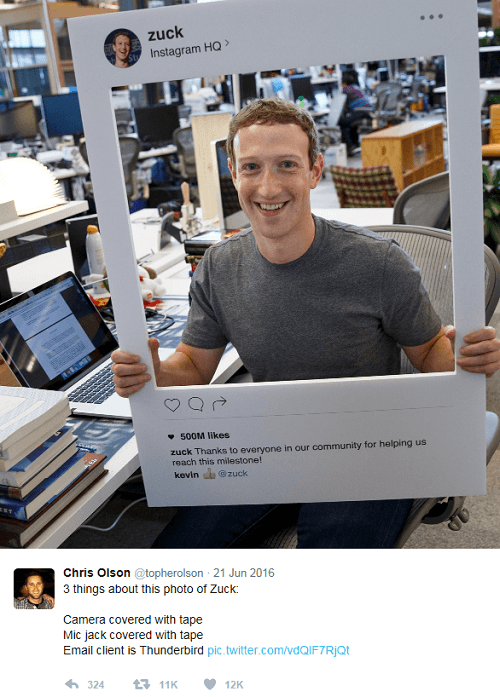 zuck
Instagram HQ >
500M likes
zuck Thanks to everyone in our community for helping us
reach this milestone!
kevin 👍 @zuck
Chris Olson @topherolson · 21 Jun 2016
3 things about this photo of Zuck:
Camera covered with tape
Mic jack covered with tape
Email client is Thunderbird pic.twitter.com/vdQIF7RjQt
324 11K 12K